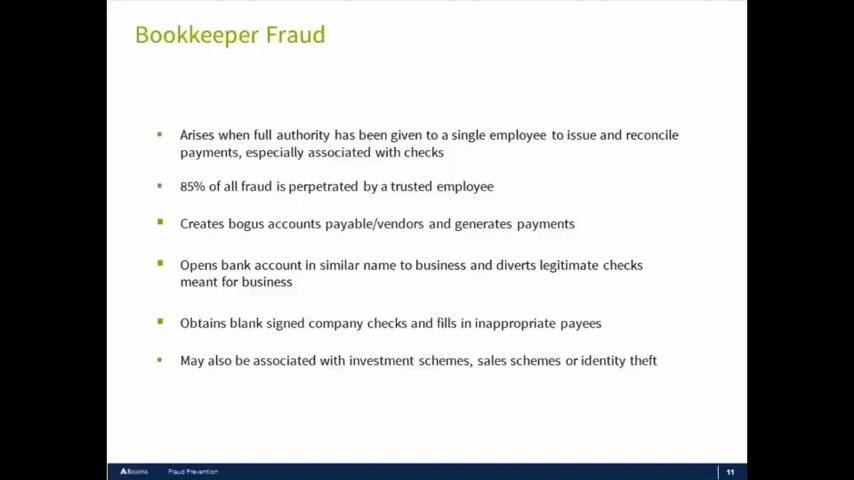 Bookkeeper Fraud
Arises when full authority has been given to a single employee to issue and reconcile
payments, especially associated with checks
85% of all fraud is perpetrated by a trusted employee
Creates bogus accounts payable/vendors and generates payments
Opens bank account in similar name to business and diverts legitimate checks
meant for business
Obtains blank signed company checks and fills in inappropriate payees
May also be associated with investment schemes, sales schemes or identity theft
Regions
Fraud Prevention
11